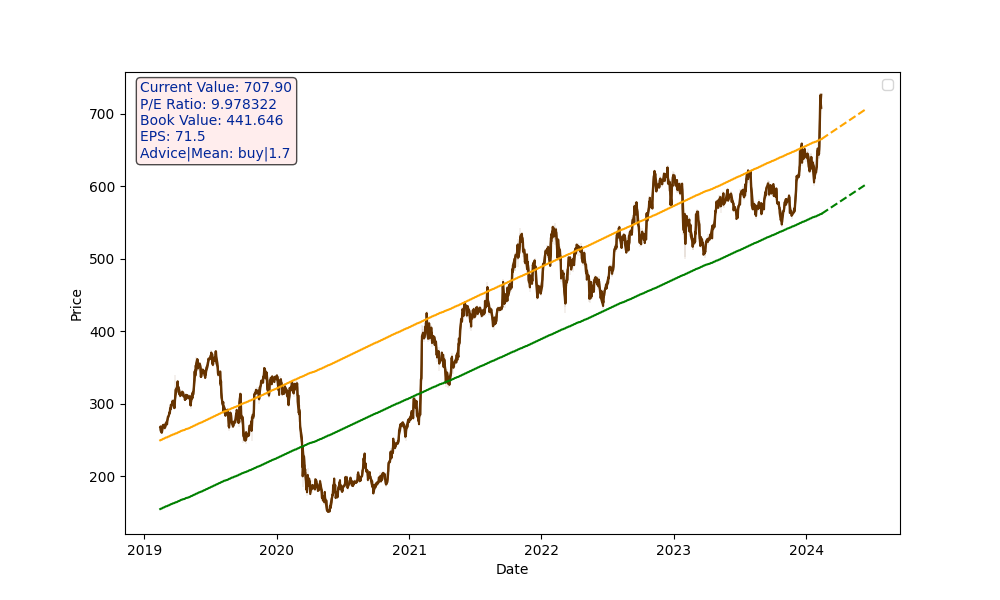 Current Value: 707.90
P/E Ratio: 9.978322
Book Value: 441.646
EPS: 71.5
Advice|Mean: buy|1.7
700
600
500
400
300
200
Price
2019 2020 2021 2022 2023 2024
Date